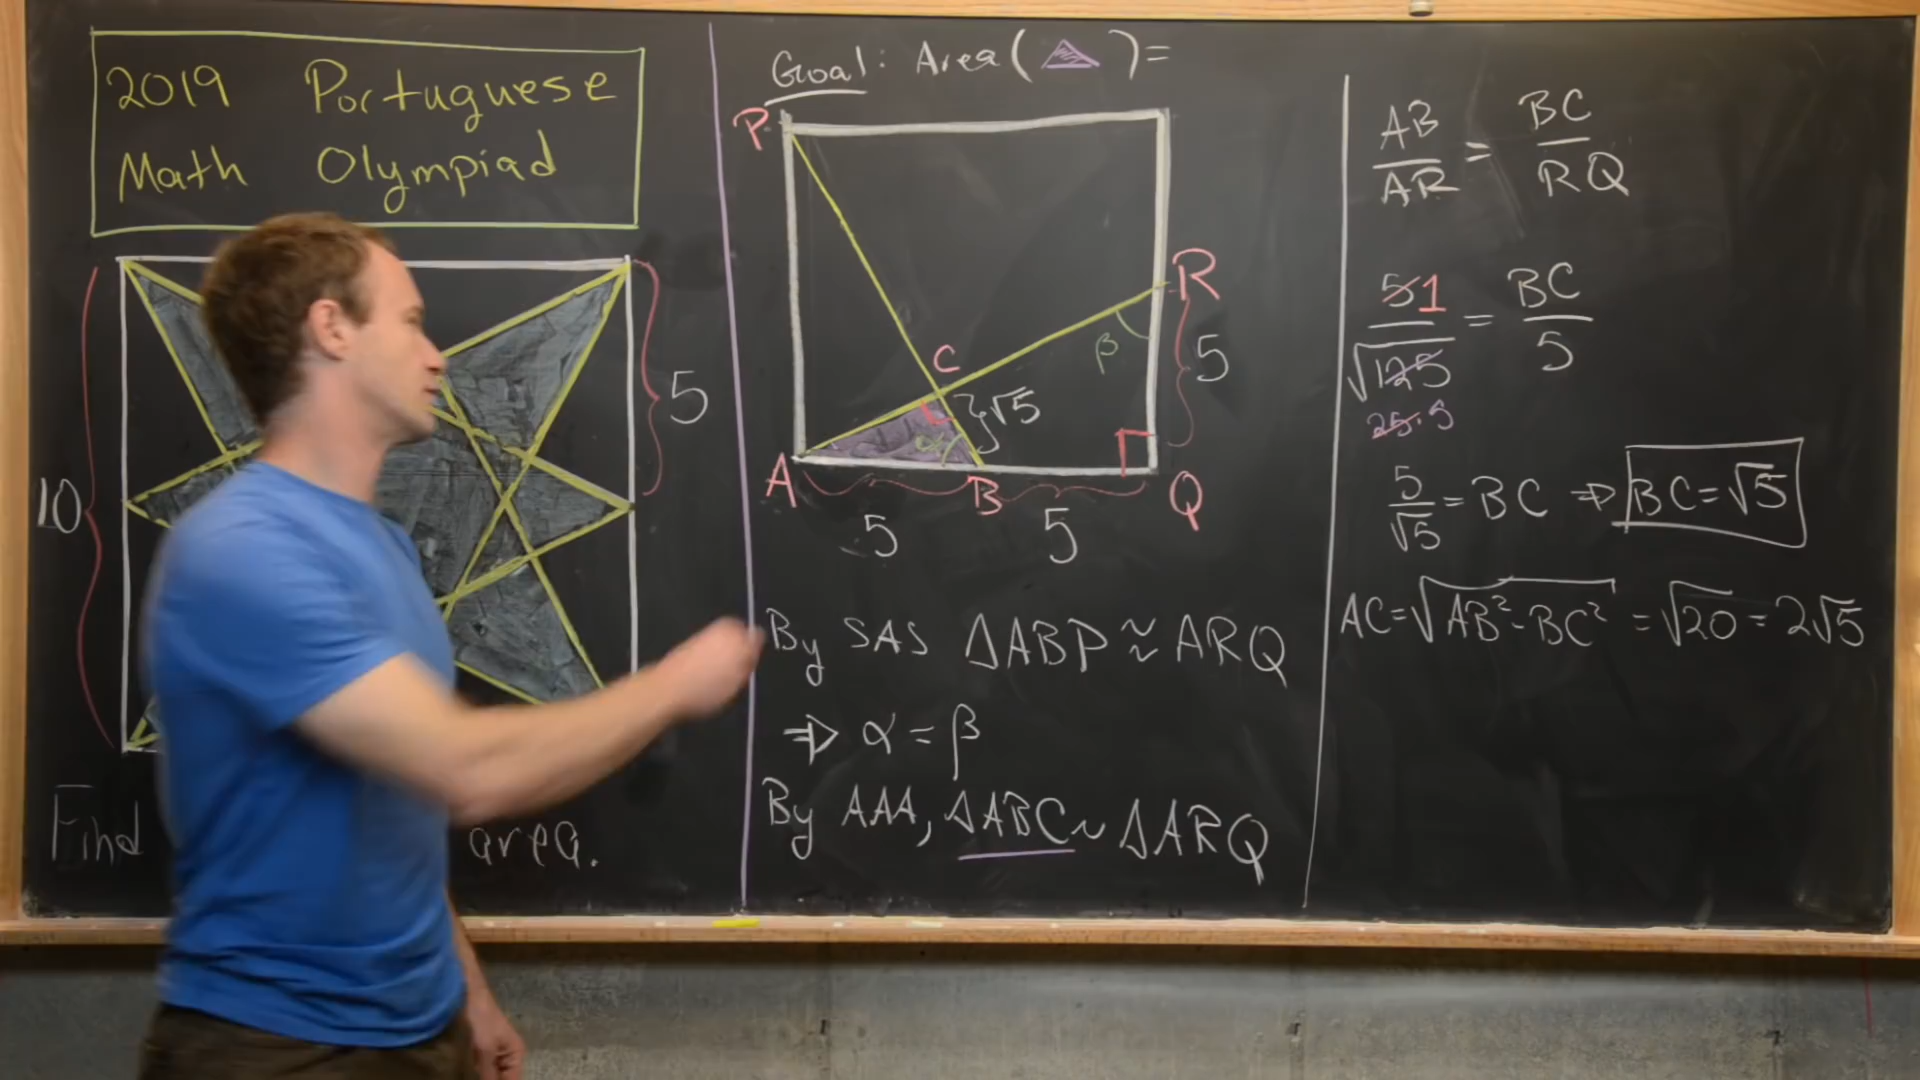 2019 Portuguese
Math Olympiad
10
5
Find
area.
Goal: Area( )=
P
R
C
β
5
}√5
α
A
B
Q
5
5
By SAS ΔABP ≈ ARQ
⇒ α = β
By AAA, ΔABC ~ ΔARQ
AB/AR = BC/RQ
51/√125 = BC/5
25·5
5/√5 = BC ⇒ BC = √5
AC = √AB² - BC² = √20 = 2√5